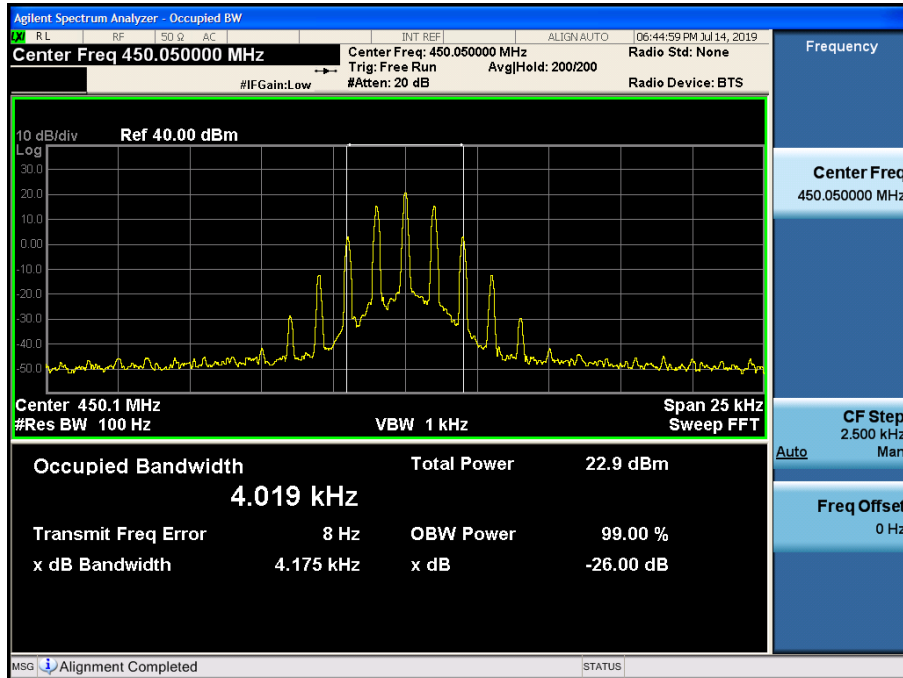 Agilent Spectrum Analyzer - Occupied BW
LXI RL RF 50 Ω AC INT REF ALIGN AUTO 06:44:59 PM Jul 14, 2019
Center Freq 450.050000 MHz
Center Freq: 450.050000 MHz
Radio Std: None
Trig: Free Run Avg|Hold: 200/200
#IFGain:Low #Atten: 20 dB Radio Device: BTS
10 dB/div Ref 40.00 dBm
Log
30.0
20.0
10.0
0.00
-10.0
-20.0
-30.0
-40.0
-50.0
Center 450.1 MHz Span 25 kHz
#Res BW 100 Hz VBW 1 kHz Sweep FFT
Occupied Bandwidth Total Power 22.9 dBm
4.019 kHz
Transmit Freq Error 8 Hz OBW Power 99.00 %
x dB Bandwidth 4.175 kHz x dB -26.00 dB
MSG Alignment Completed STATUS
Frequency
Center Freq
450.050000 MHz
CF Step
2.500 kHz
Auto Man
Freq Offset
0 Hz